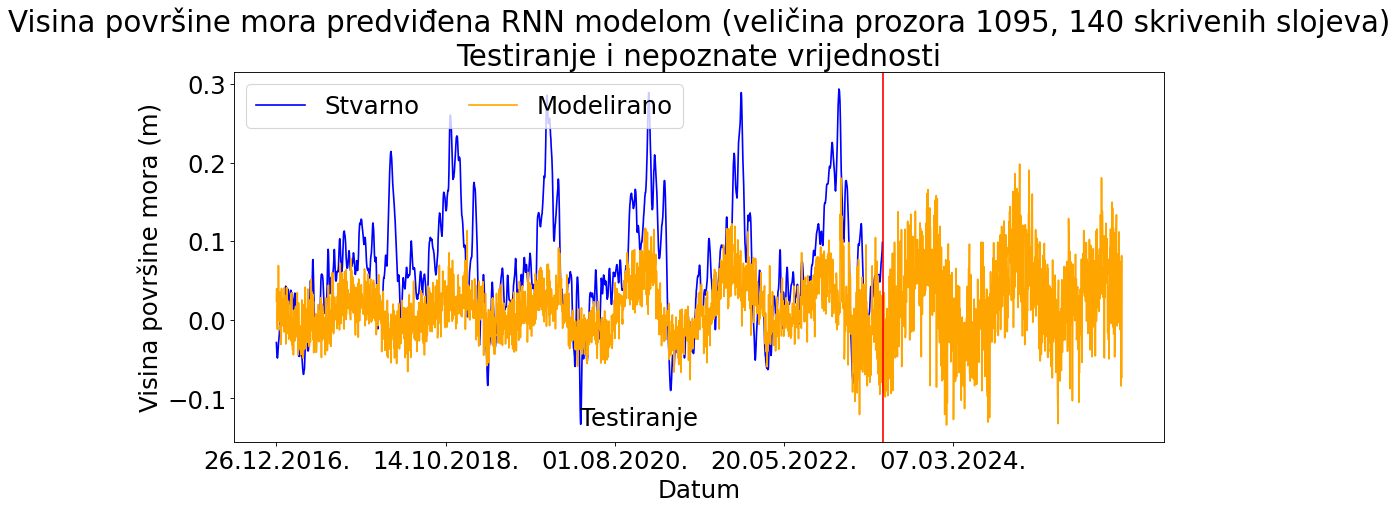 Visina površine mora predviđena RNN modelom (veličina prozora 1095, 140 skrivenih slojeva)
Testiranje i nepoznate vrijednosti
Stvarno
Modelirano
Visina površine mora (m)
0.3
0.2
0.1
0.0
−0.1
Testiranje
26.12.2016.
14.10.2018.
01.08.2020.
20.05.2022.
07.03.2024.
Datum